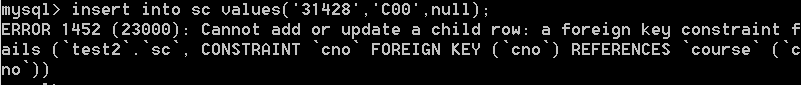 mysql> insert into sc values('31428','C00',null);
ERROR 1452 (23000): Cannot add or update a child row: a foreign key constraint f
ails (`test2`.`sc`, CONSTRAINT `cno` FOREIGN KEY (`cno`) REFERENCES `course` (`c
no`))